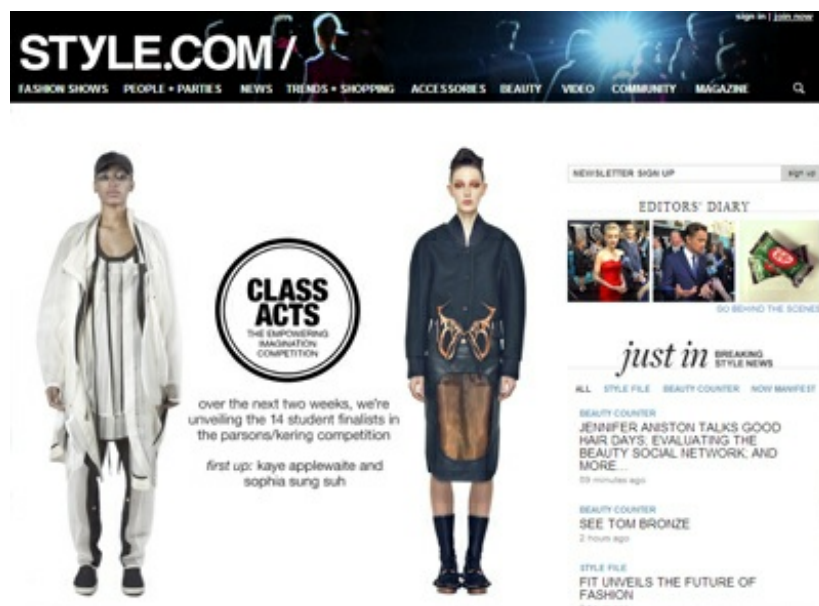 sign in | join now
STYLE.COM/
FASHION SHOWS PEOPLE + PARTIES NEWS TRENDS + SHOPPING ACCESSORIES BEAUTY VIDEO COMMUNITY MAGAZINE
NEWSLETTER SIGN UP sign up
EDITORS' DIARY
GO BEHIND THE SCENES
CLASS
ACTS
THE EMPOWERING
IMAGINATION
COMPETITION
over the next two weeks, we're
unveiling the 14 student finalists in
the parsons/kering competition
first up: kaye applewaite and
sophia sung suh
just in BREAKING
STYLE NEWS
ALL STYLE FILE BEAUTY COUNTER NOW MANIFEST
BEAUTY COUNTER
JENNIFER ANISTON TALKS GOOD
HAIR DAYS, EVALUATING THE
BEAUTY SOCIAL NETWORK, AND
MORE...
59 minutes ago
BEAUTY COUNTER
SEE TOM BRONZE
2 hours ago
STYLE FILE
FIT UNVEILS THE FUTURE OF
FASHION